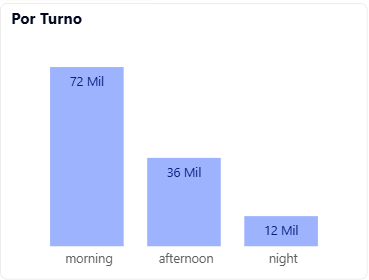 Por Turno
72 Mil
36 Mil
12 Mil
morning afternoon night